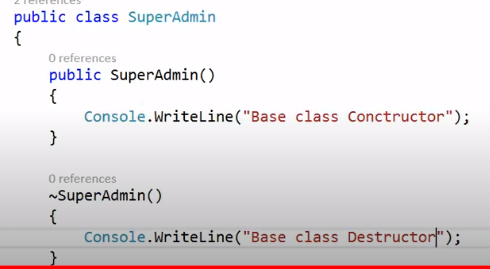 2 references
public class SuperAdmin
{
0 references
public SuperAdmin()
{
Console.WriteLine("Base class Conctructor");
}
0 references
~SuperAdmin()
{
Console.WriteLine("Base class Destructor");
}